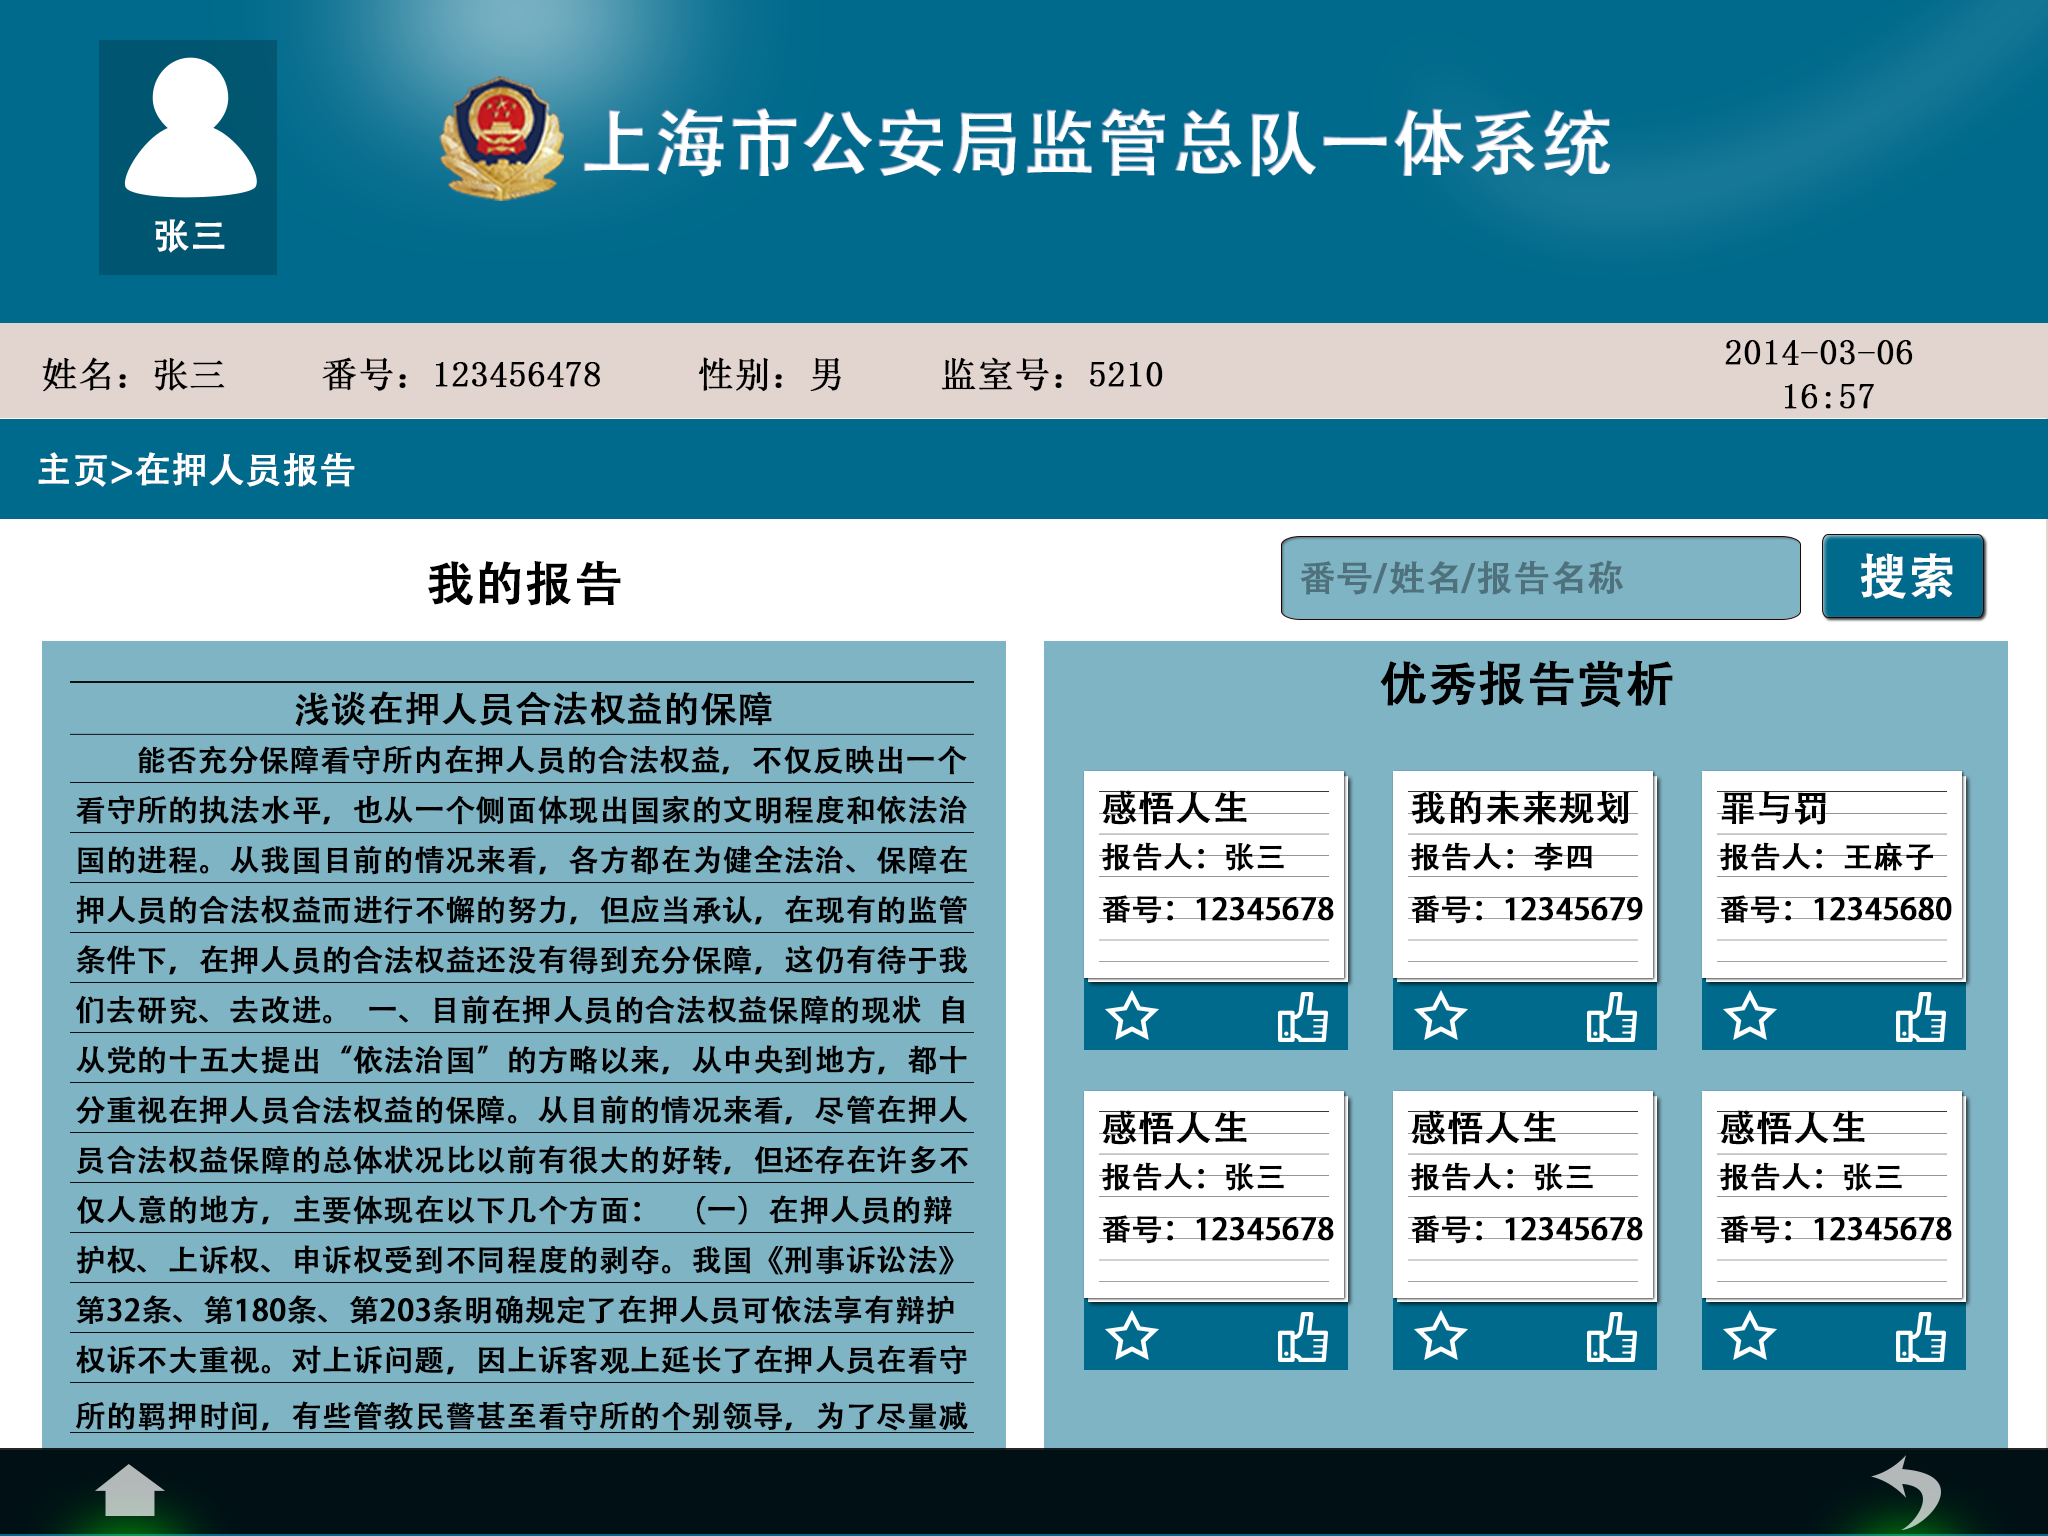 上海市公安局监管总队一体系统
张三
姓名：张三 番号：123456478 性别：男 监室号：5210
2014-03-06
16:57
主页>在押人员报告
我的报告
番号/姓名/报告名称
搜索
浅谈在押人员合法权益的保障
能否充分保障看守所内在押人员的合法权益，不仅反映出一个
看守所的执法水平，也从一个侧面体现出国家的文明程度和依法治
国的进程。从我国目前的情况来看，各方都在为健全法治、保障在
押人员的合法权益而进行不懈的努力，但应当承认，在现有的监管
条件下，在押人员的合法权益还没有得到充分保障，这仍有待于我
们去研究、去改进。 一、目前在押人员的合法权益保障的现状 自
从党的十五大提出“依法治国”的方略以来，从中央到地方，都十
分重视在押人员合法权益的保障。从目前的情况来看，尽管在押人
员合法权益保障的总体状况比以前有很大的好转，但还存在许多不
仅人意的地方，主要体现在以下几个方面： （一）在押人员的辩
护权、上诉权、申诉权受到不同程度的剥夺。我国《刑事诉讼法》
第32条、第180条、第203条明确规定了在押人员可依法享有辩护
权诉不大重视。对上诉问题，因上诉客观上延长了在押人员在看守
所的羁押时间，有些管教民警甚至看守所的个别领导，为了尽量减
优秀报告赏析
感悟人生
报告人：张三
番号：12345678
我的未来规划
报告人：李四
番号：12345679
罪与罚
报告人：王麻子
番号：12345680
感悟人生
报告人：张三
番号：12345678
感悟人生
报告人：张三
番号：12345678
感悟人生
报告人：张三
番号：12345678